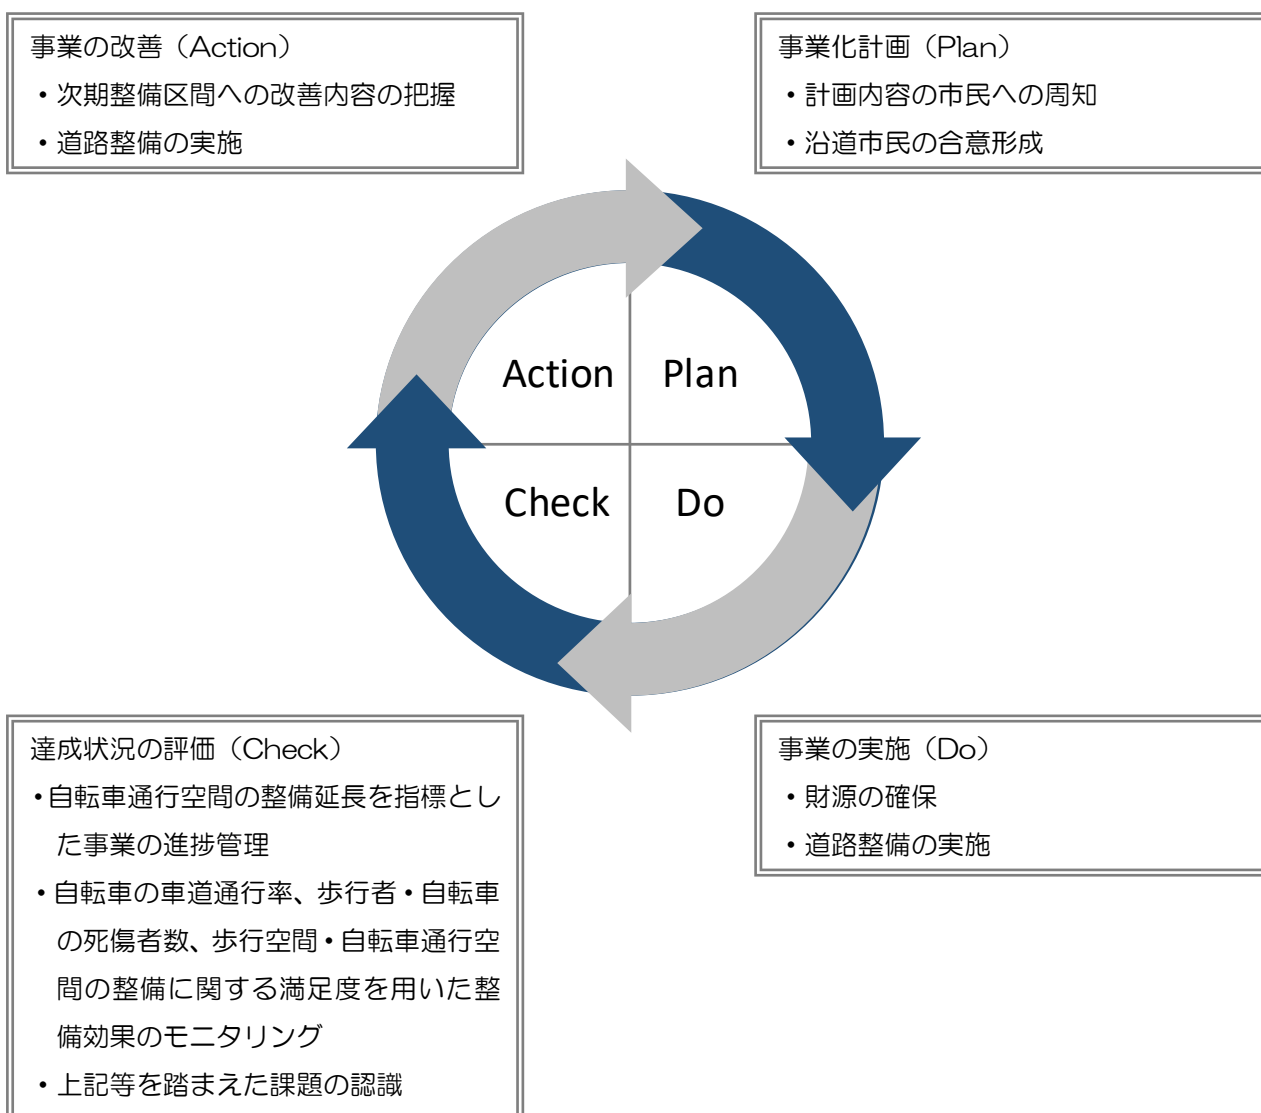 事業の改善（Action）
・次期整備区間への改善内容の把握
・道路整備の実施
事業化計画（Plan）
・計画内容の市民への周知
・沿道市民の合意形成
Action
Plan
Check
Do
達成状況の評価（Check）
・自転車通行空間の整備延長を指標とし
た事業の進捗管理
・自転車の車道通行率、歩行者・自転車
の死傷者数、歩行空間・自転車通行空
間の整備に関する満足度を用いた整
備効果のモニタリング
・上記等を踏まえた課題の認識
事業の実施（Do）
・財源の確保
・道路整備の実施